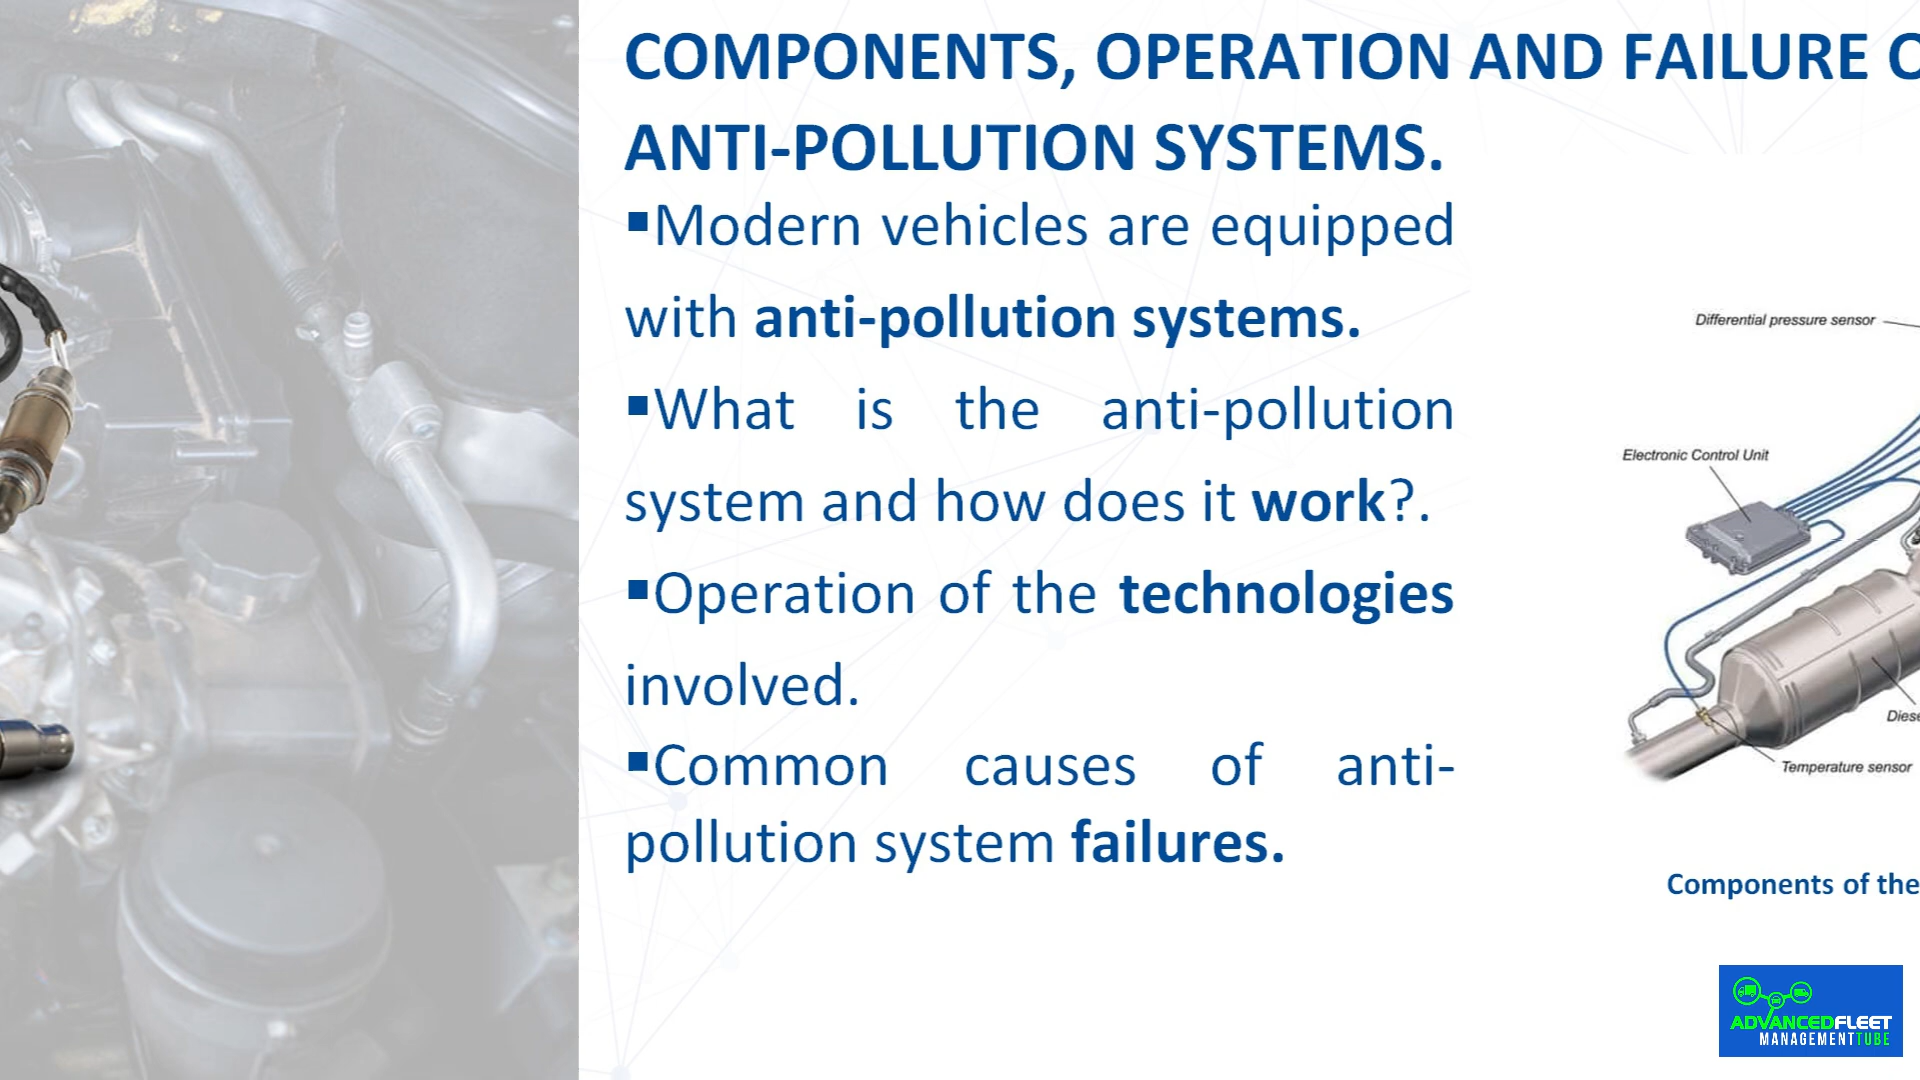 COMPONENTS, OPERATION AND FAILURE
ANTI-POLLUTION SYSTEMS.
▪Modern vehicles are equipped
with anti-pollution systems.
▪What is the anti-pollution
system and how does it work?.
▪Operation of the technologies
involved.
▪Common causes of anti-
pollution system failures.
Differential pressure sensor
Electronic Control Unit
Temperature sensor
Components of the
ADVANCEDFLEET
MANAGEMENTTUBE